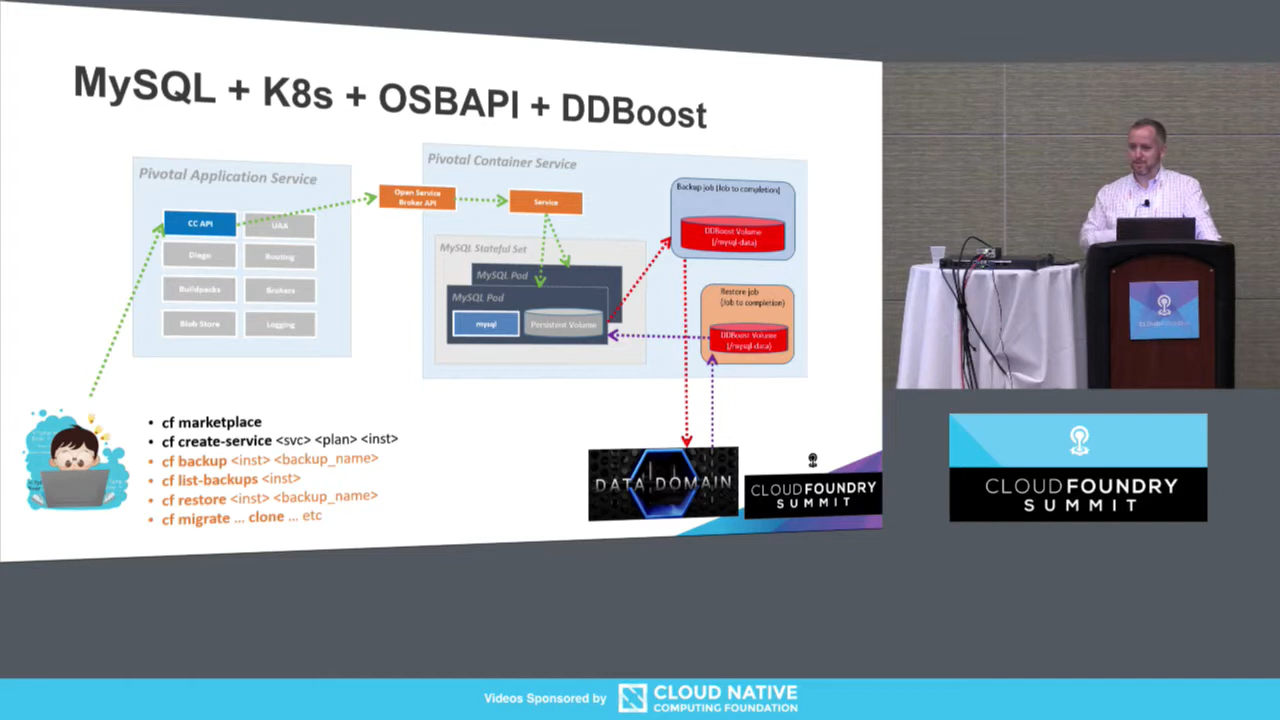 MySQL + K8s + OSBAPI + DDBoost
Pivotal Application Service
CC API
UAA
Diego
Routing
Buildpacks
Brokers
Blob Store
Logging
Open Service
Broker API
Pivotal Container Service
Service
MySQL Stateful Set
MySQL Pod
MySQL Pod
mysql
Persistent Volume
Backup job (Job to completion)
DDBoost Volume
(/mysql-data)
Restore job
(Job to completion)
DDBoost Volume
(/mysql-data)
• cf marketplace
• cf create-service <svc> <plan> <inst>
• cf backup <inst> <backup_name>
• cf list-backups <inst>
• cf restore <inst> <backup_name>
• cf migrate ... clone ... etc
DATA DOMAIN
CLOUDFOUNDRY
SUMMIT
CLOUDFOUNDRY
SUMMIT
Videos Sponsored by
CLOUD NATIVE
COMPUTING FOUNDATION